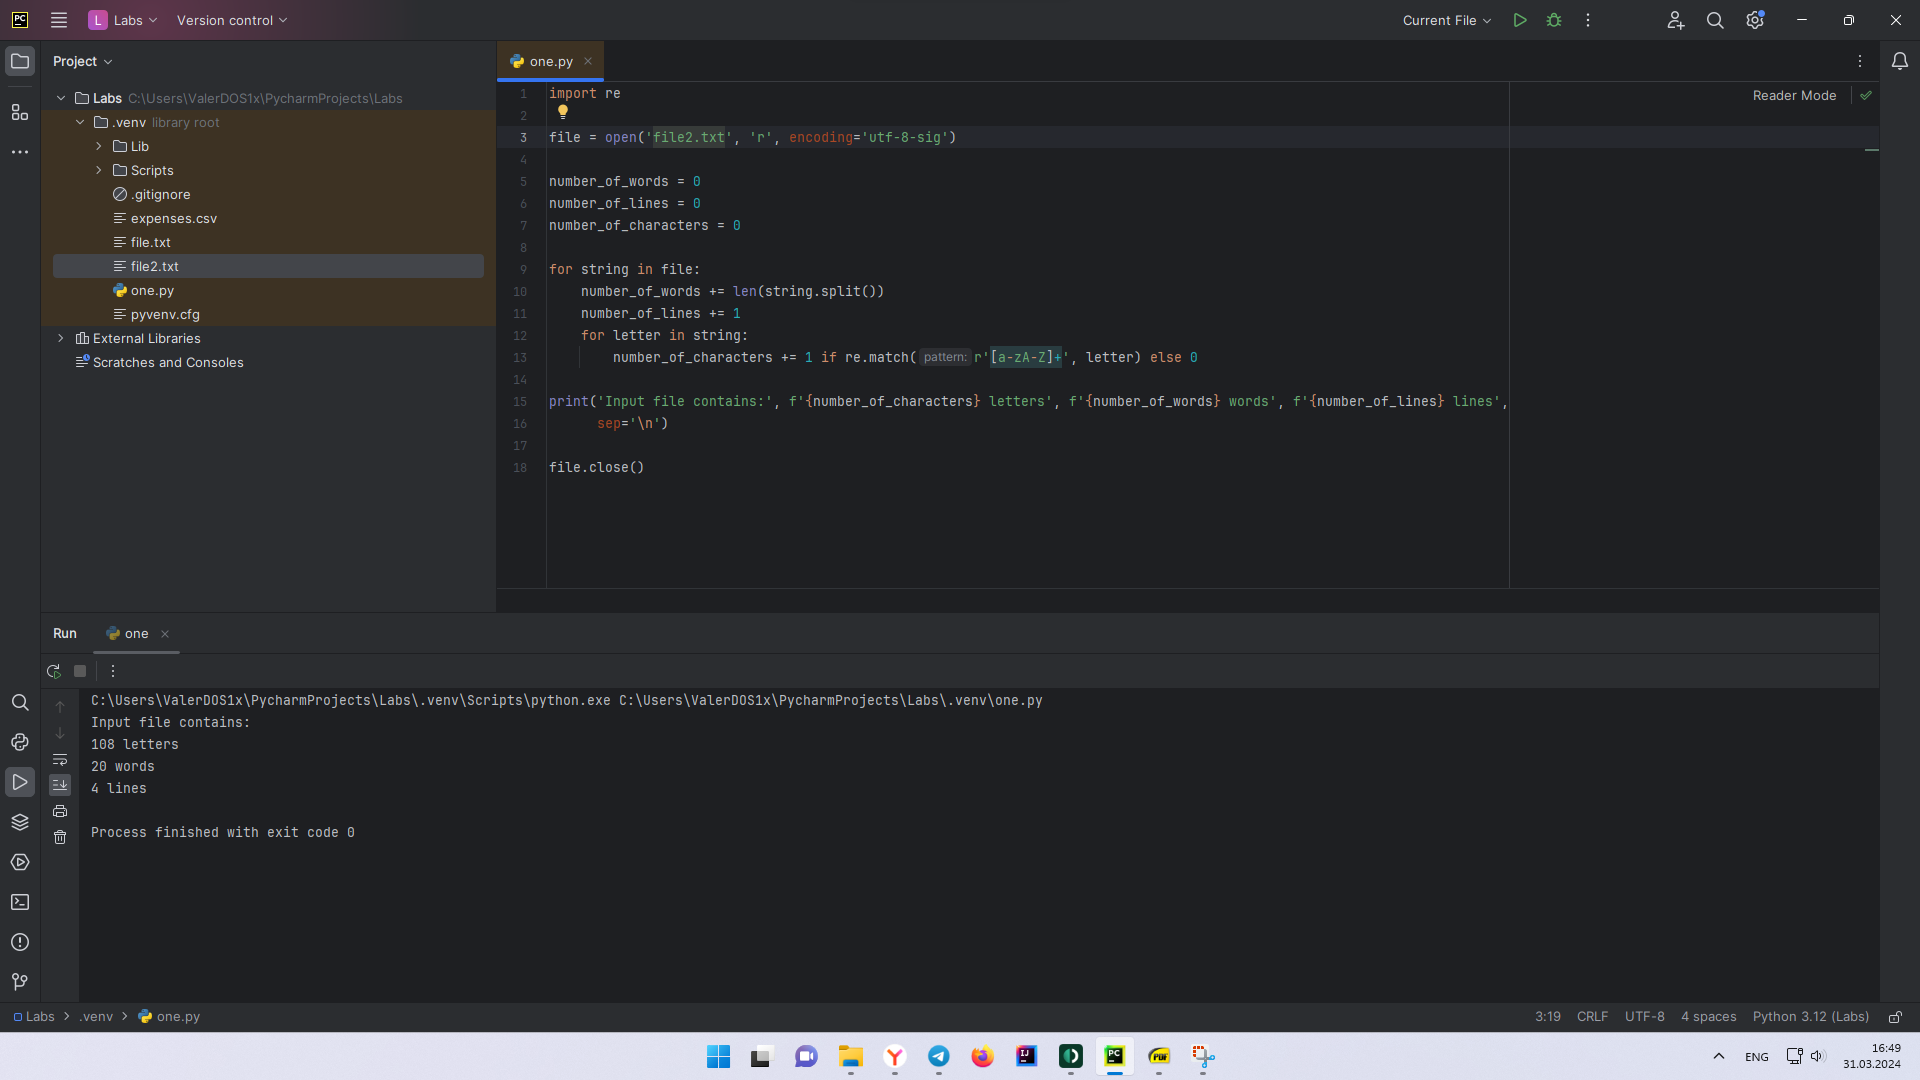 PC
L Labs
Version control
Current File
Project
one.py
Labs C:\Users\ValerDOS1x\PycharmProjects\Labs
.venv library root
Lib
Scripts
.gitignore
expenses.csv
file.txt
file2.txt
one.py
pyvenv.cfg
External Libraries
Scratches and Consoles
Reader Mode
1 import re
2
3 file = open('file2.txt', 'r', encoding='utf-8-sig')
4
5 number_of_words = 0
6 number_of_lines = 0
7 number_of_characters = 0
8
9 for string in file:
10 number_of_words += len(string.split())
11 number_of_lines += 1
12 for letter in string:
13 number_of_characters += 1 if re.match( pattern: r'[a-zA-Z]+', letter) else 0
14
15 print('Input file contains:', f'{number_of_characters} letters', f'{number_of_words} words', f'{number_of_lines} lines',
16 sep='\n')
17
18 file.close()
Run
one
C:\Users\ValerDOS1x\PycharmProjects\Labs\.venv\Scripts\python.exe C:\Users\ValerDOS1x\PycharmProjects\Labs\.venv\one.py
Input file contains:
108 letters
20 words
4 lines
Process finished with exit code 0
Labs > .venv > one.py
3:19 CRLF UTF-8 4 spaces Python 3.12 (Labs)
IJ
PC
PDF
ENG
16:49
31.03.2024